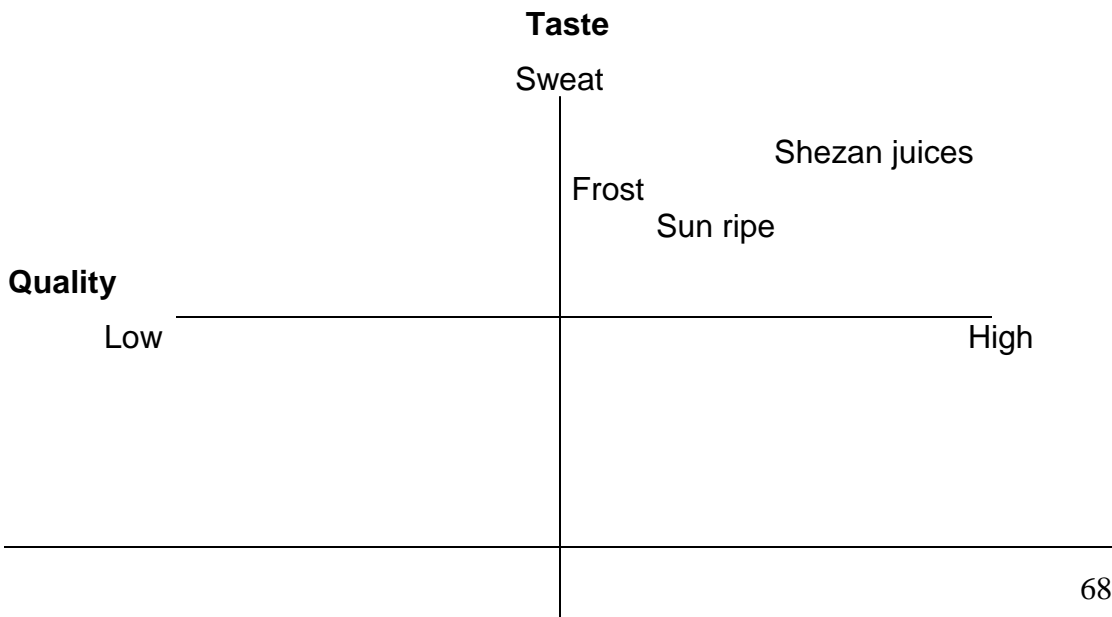 Taste
Sweat
Shezan juices
Frost
Sun ripe
Quality
Low
High
68